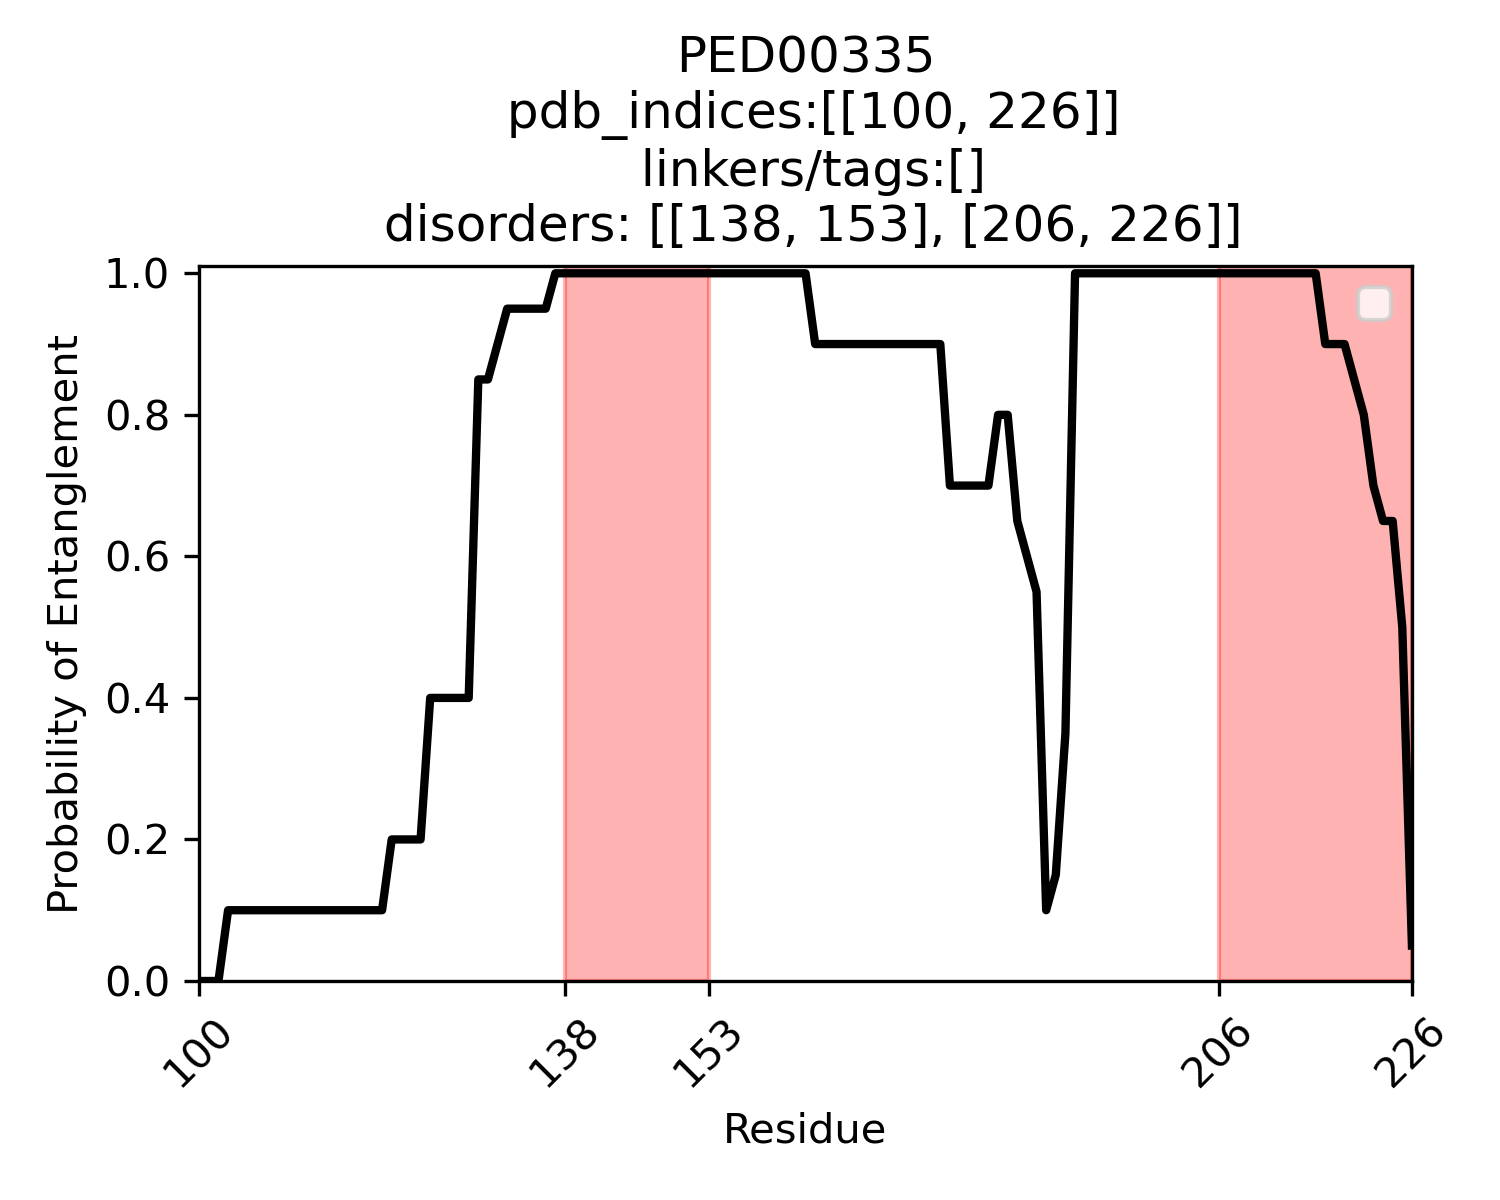 PED00335
pdb_indices:[[100, 226]]
linkers/tags:[]
disorders: [[138, 153], [206, 226]]
1.0
0.8
0.6
0.4
0.2
0.0
Probability of Entanglement
100
138
153
206
226
Residue